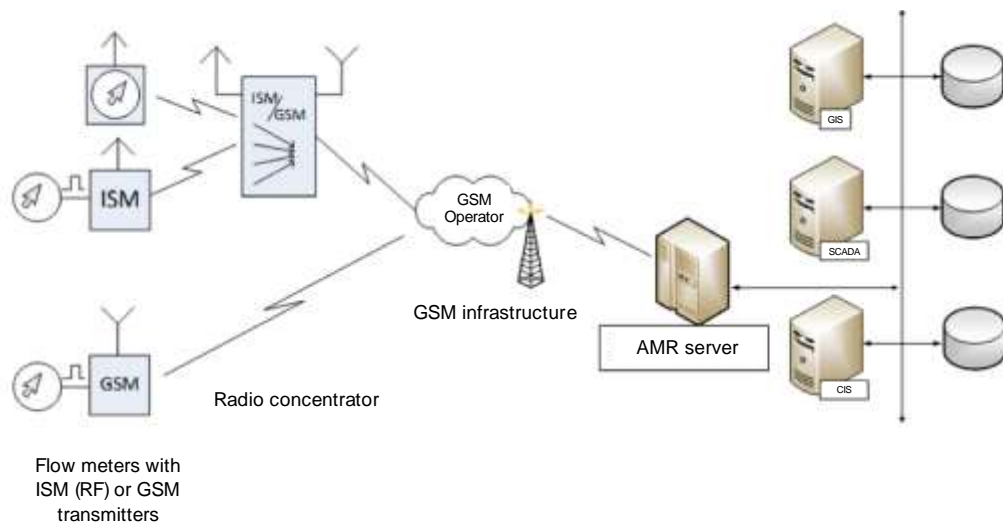 ISM
/GSM
ISM
GSM
Operator
GSM infrastructure
GSM
Radio concentrator
Flow meters with
ISM (RF) or GSM
transmitters
AMR server
GIS
SCADA
CIS